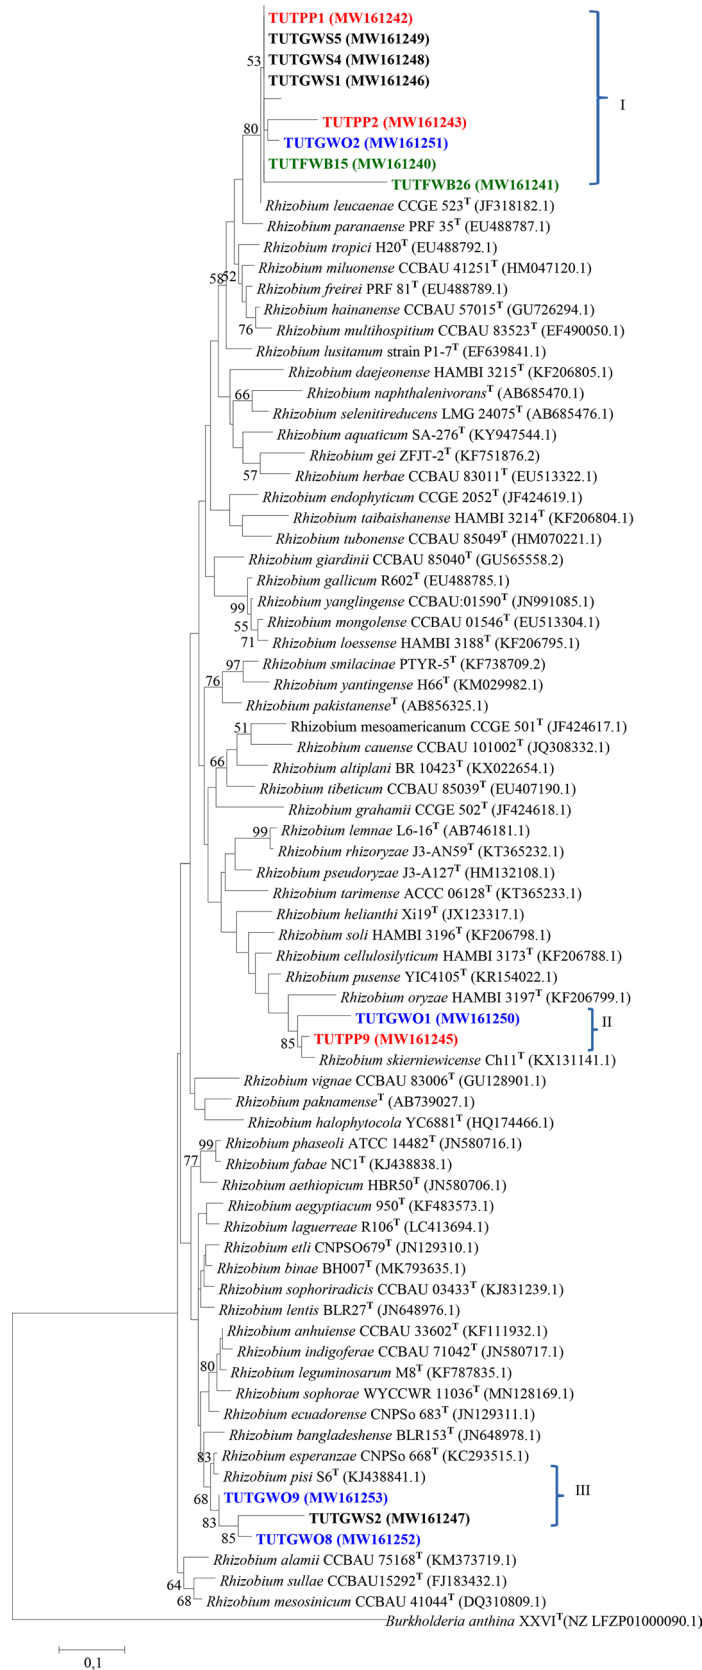 TUTPP1 (MW161242)
TUTGWS5 (MW161249)
TUTGWS4 (MW161248)
53
TUTGWS1 (MW161246)
I
TUTPP2 (MW161243)
80
TUTGWO2 (MW161251)
TUTFWB15 (MW161240)
TUTFWB26 (MW161241)
Rhizobium leucaenae CCGE 523T (JF318182.1)
Rhizobium paranaense PRF 35T (EU488787.1)
Rhizobium tropici H20T (EU488792.1)
Rhizobium miluonense CCBAU 41251T (HM047120.1)
58
52
Rhizobium freirei PRF 81T (EU488789.1)
Rhizobium hainanense CCBAU 57015T (GU726294.1)
76
Rhizobium multihospitium CCBAU 83523T (EF490050.1)
Rhizobium lusitanum strain P1-7T (EF639841.1)
Rhizobium daejeonense HAMBI 3215T (KF206805.1)
66
Rhizobium naphthalenivoransT (AB685470.1)
Rhizobium selenitireducens LMG 24075T (AB685476.1)
Rhizobium aquaticum SA-276T (KY947544.1)
Rhizobium gei ZFJT-2T (KF751876.2)
57
Rhizobium herbae CCBAU 83011T (EU513322.1)
Rhizobium endophyticum CCGE 2052T (JF424619.1)
Rhizobium taibaishanense HAMBI 3214T (KF206804.1)
Rhizobium tubonense CCBAU 85049T (HM070221.1)
Rhizobium giardinii CCBAU 85040T (GU565558.2)
Rhizobium gallicum R602T (EU488785.1)
99
Rhizobium yanglingense CCBAU:01590T (JN991085.1)
55
Rhizobium mongolense CCBAU 01546T (EU513304.1)
71
Rhizobium loessense HAMBI 3188T (KF206795.1)
97
Rhizobium smilacinae PTYR-5T (KF738709.2)
76
Rhizobium yantingense H66T (KM029982.1)
Rhizobium pakistanenseT (AB856325.1)
51
Rhizobium mesoamericanum CCGE 501T (JF424617.1)
Rhizobium cauense CCBAU 101002T (JQ308332.1)
66
Rhizobium altiplani BR 10423T (KX022654.1)
Rhizobium tibeticum CCBAU 85039T (EU407190.1)
Rhizobium grahamii CCGE 502T (JF424618.1)
99
Rhizobium lemnae L6-16T (AB746181.1)
Rhizobium rhizoryzae J3-AN59T (KT365232.1)
Rhizobium pseudoryzae J3-A127T (HM132108.1)
Rhizobium tarimense ACCC 06128T (KT365233.1)
Rhizobium helianthi Xi19T (JX123317.1)
Rhizobium soli HAMBI 3196T (KF206798.1)
Rhizobium cellulosilyticum HAMBI 3173T (KF206788.1)
Rhizobium pusense YIC4105T (KR154022.1)
Rhizobium oryzae HAMBI 3197T (KF206799.1)
TUTGWO1 (MW161250)
II
85
TUTPP9 (MW161245)
Rhizobium skierniewicense Ch11T (KX131141.1)
Rhizobium vignae CCBAU 83006T (GU128901.1)
Rhizobium paknamenseT (AB739027.1)
Rhizobium halophytocola YC6881T (HQ174466.1)
99
Rhizobium phaseoli ATCC 14482T (JN580716.1)
77
Rhizobium fabae NC1T (KJ438838.1)
Rhizobium aethiopicum HBR50T (JN580706.1)
Rhizobium aegyptiacum 950T (KF483573.1)
Rhizobium laguerreae R106T (LC413694.1)
Rhizobium etli CNPSO679T (JN129310.1)
Rhizobium binae BH007T (MK793635.1)
Rhizobium sophoriradicis CCBAU 03433T (KJ831239.1)
Rhizobium lentis BLR27T (JN648976.1)
Rhizobium anhuiense CCBAU 33602T (KF111932.1)
Rhizobium indigoferae CCBAU 71042T (JN580717.1)
80
Rhizobium leguminosarum M8T (KF787835.1)
Rhizobium sophorae WYCCWR 11036T (MN128169.1)
Rhizobium ecuadorense CNPSo 683T (JN129311.1)
Rhizobium bangladeshense BLR153T (JN648978.1)
83
Rhizobium esperanzae CNPSo 668T (KC293515.1)
Rhizobium pisi S6T (KJ438841.1)
III
68
TUTGWO9 (MW161253)
83
TUTGWS2 (MW161247)
85
TUTGWO8 (MW161252)
Rhizobium alamii CCBAU 75168T (KM373719.1)
64
Rhizobium sullae CCBAU15292T (FJ183432.1)
68
Rhizobium mesosinicum CCBAU 41044T (DQ310809.1)
Burkholderia anthina XXVIT(NZ LFZP01000090.1)
0,1